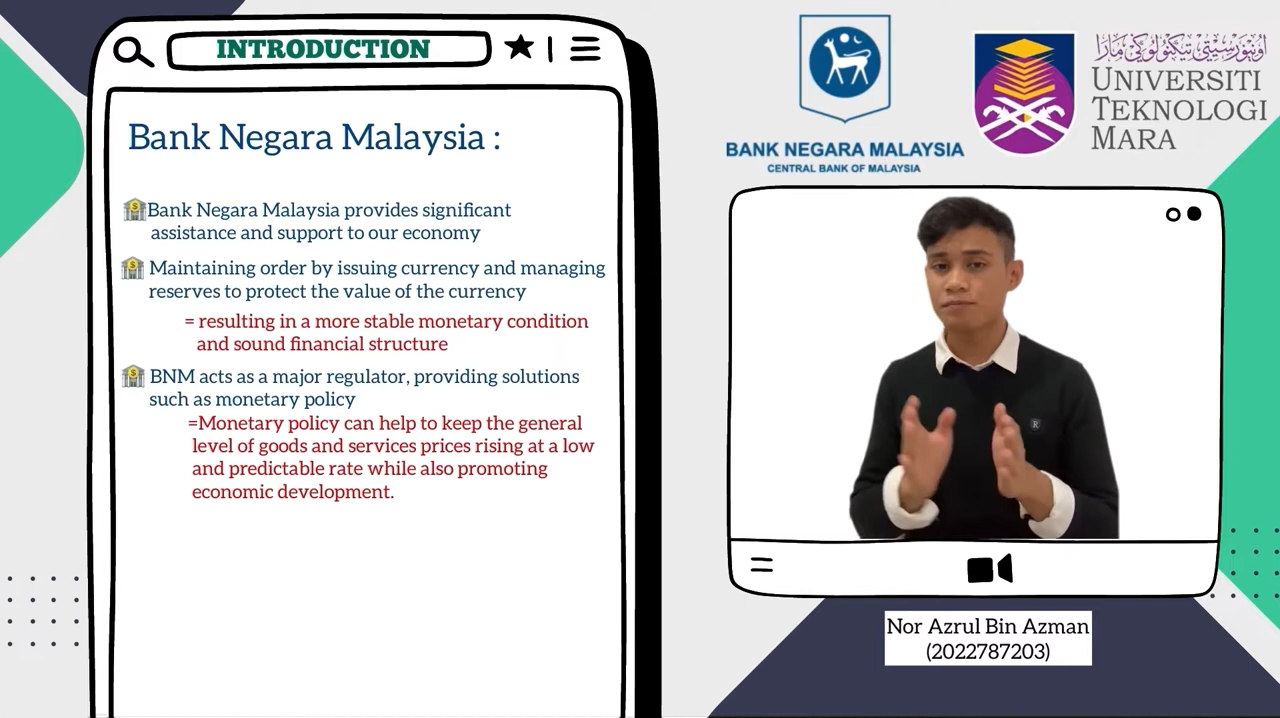 INTRODUCTION
Bank Negara Malaysia :
Bank Negara Malaysia provides significant
assistance and support to our economy
Maintaining order by issuing currency and managing
reserves to protect the value of the currency
= resulting in a more stable monetary condition
and sound financial structure
BNM acts as a major regulator, providing solutions
such as monetary policy
=Monetary policy can help to keep the general
level of goods and services prices rising at a low
and predictable rate while also promoting
economic development.
BANK NEGARA MALAYSIA
CENTRAL BANK OF MALAYSIA
اونيۏرسيتي تيكنولوڬي مارا
UNIVERSITI
TEKNOLOGI
MARA
R
Nor Azrul Bin Azman
(2022787203)